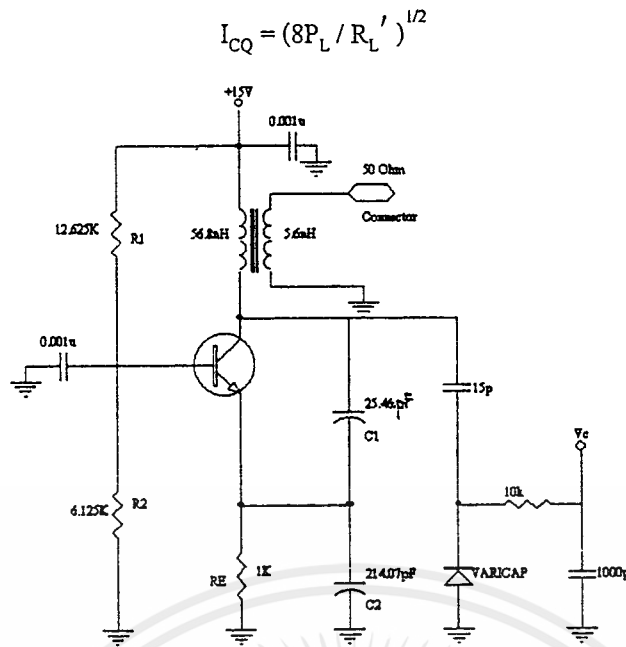 I_CQ = (8P_L / R_L')^1/2
+15V
0.001u
50 Ohm
Connector
56.8nH
5.6nH
12.625K
R1
0.001u
25.46pF
C1
15p
Vc
10k
6.125K
R2
RE
1K
214.07pF
C2
VARICAP
1000p